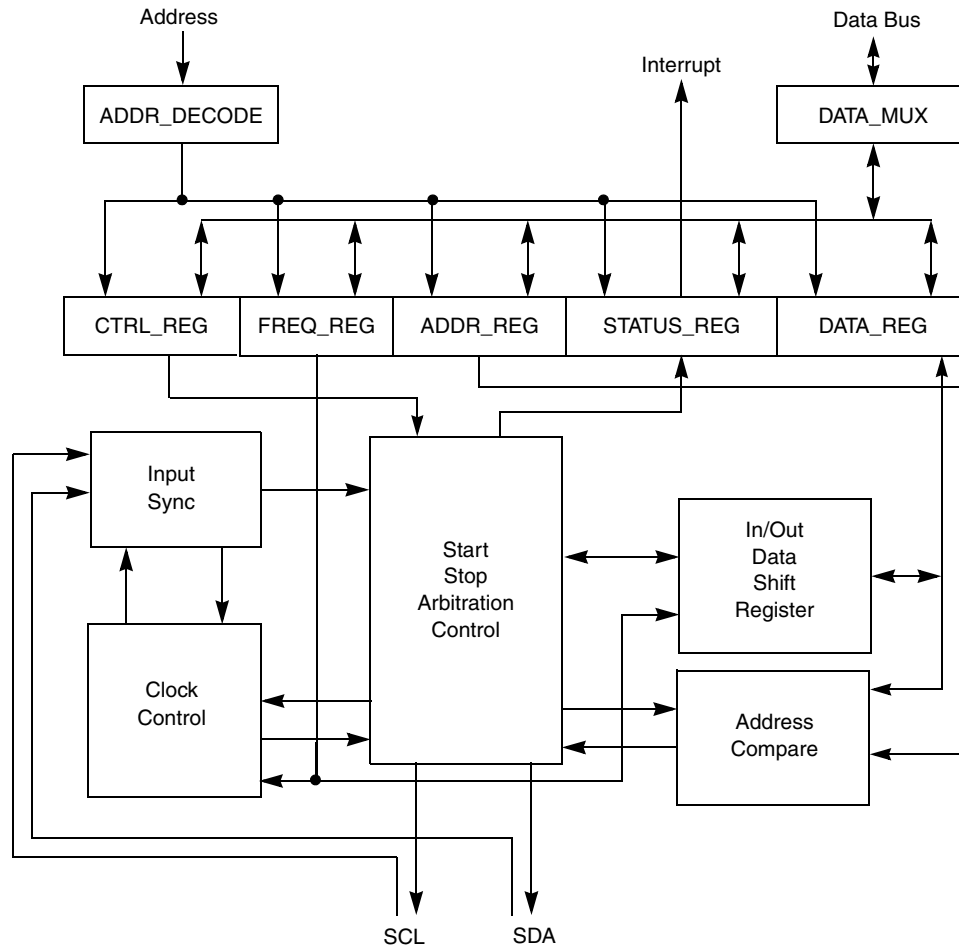 Address
Data Bus
Interrupt
ADDR_DECODE
DATA_MUX
CTRL_REG
FREQ_REG
ADDR_REG
STATUS_REG
DATA_REG
Input
Sync
Start
Stop
Arbitration
Control
In/Out
Data
Shift
Register
Clock
Control
Address
Compare
SCL
SDA